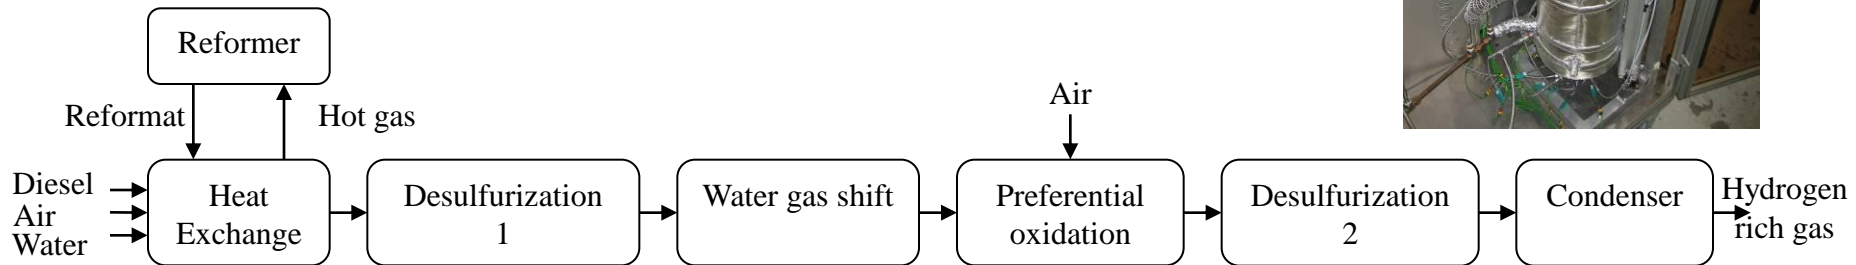 Reformer
Reformat
Hot gas
Air
Diesel
Air
Water
Heat
Exchange
Desulfurization
1
Water gas shift
Preferential
oxidation
Desulfurization
2
Condenser
Hydrogen
rich gas